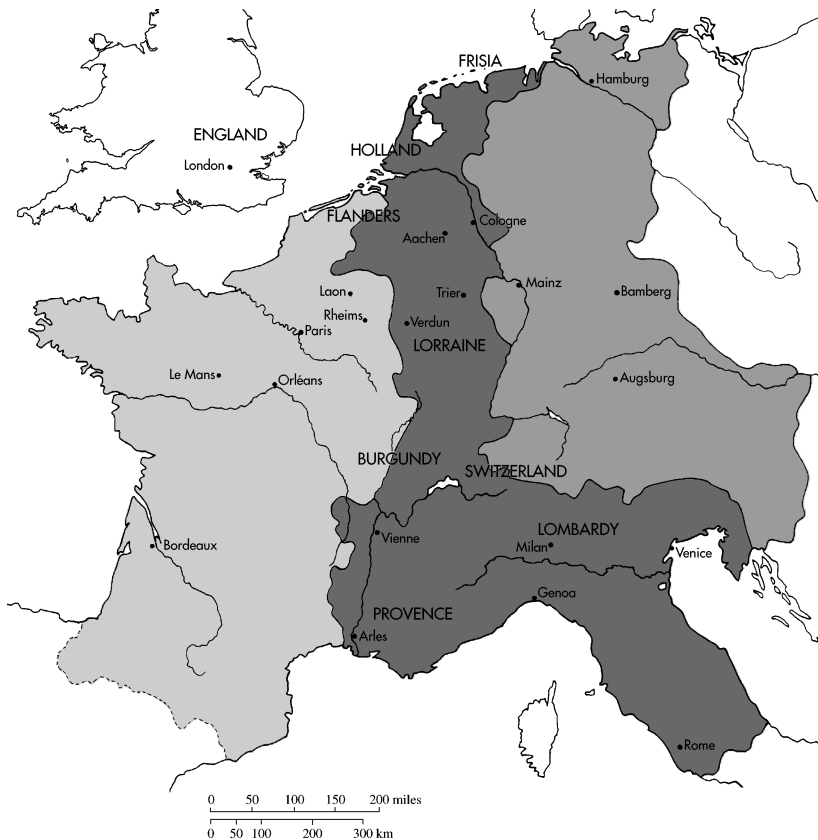 FRISIA
Hamburg
ENGLAND
London
HOLLAND
FLANDERS
Cologne
Aachen
Laon
Trier
Mainz
Bamberg
Rheims
Paris
Verdun
LORRAINE
Le Mans
Orléans
Augsburg
BURGUNDY
SWITZERLAND
Vienne
LOMBARDY
Bordeaux
Milan
Venice
Genoa
PROVENCE
Arles
Rome
0 50 100 150 200 miles
0 50 100 200 300 km